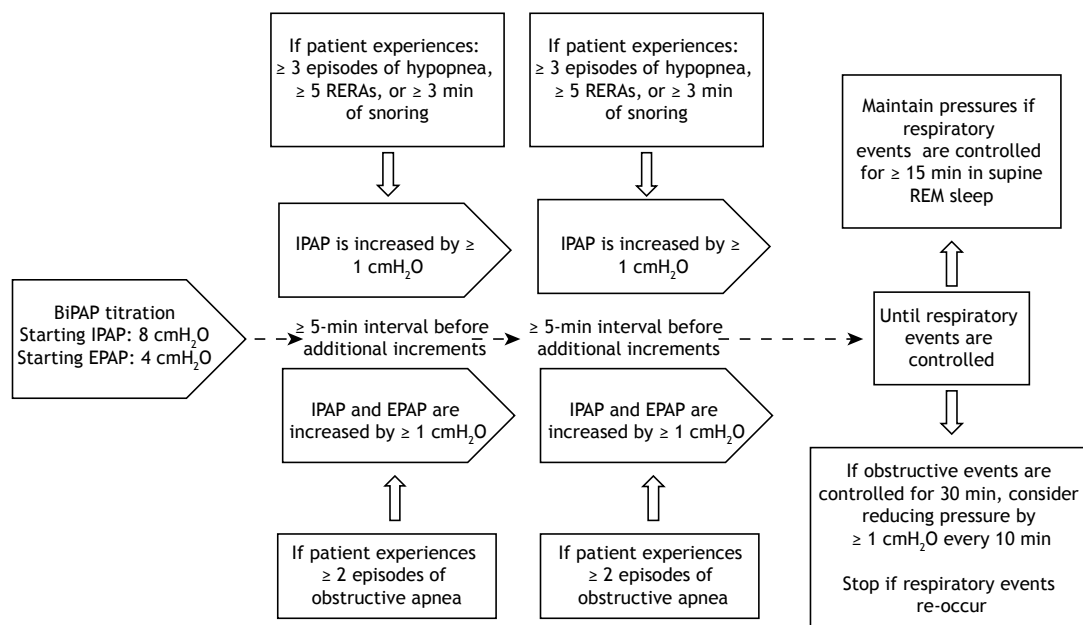 If patient experiences:
≥ 3 episodes of hypopnea,
≥ 5 RERAs, or ≥ 3 min
of snoring
If patient experiences:
≥ 3 episodes of hypopnea,
≥ 5 RERAs, or ≥ 3 min
of snoring
Maintain pressures if
respiratory
events are controlled
for ≥ 15 min in supine
REM sleep
IPAP is increased by ≥
1 cmH₂O
IPAP is increased by ≥
1 cmH₂O
BiPAP titration
Starting IPAP: 8 cmH₂O
Starting EPAP: 4 cmH₂O
≥ 5-min interval before
additional increments
≥ 5-min interval before
additional increments
Until respiratory
events are
controlled
IPAP and EPAP are
increased by ≥ 1 cmH₂O
IPAP and EPAP are
increased by ≥ 1 cmH₂O
If patient experiences
≥ 2 episodes of
obstructive apnea
If patient experiences
≥ 2 episodes of
obstructive apnea
If obstructive events are
controlled for 30 min, consider
reducing pressure by
≥ 1 cmH₂O every 10 min
Stop if respiratory events
re-occur